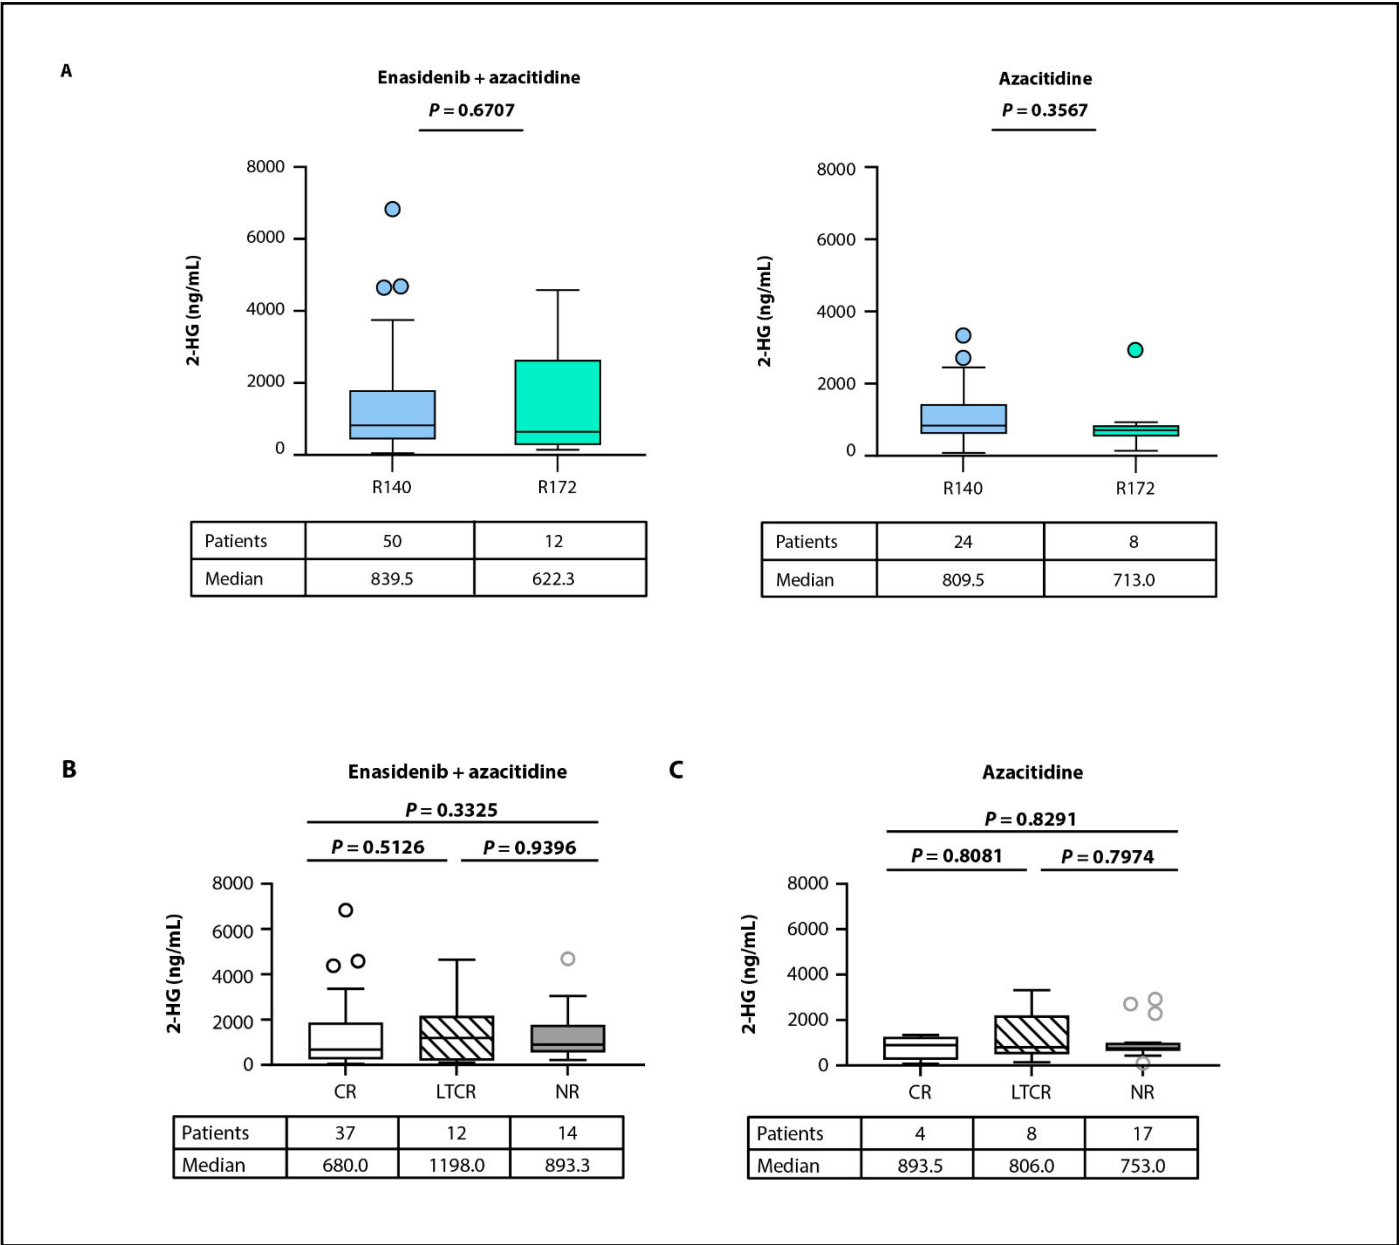 A
Enasidenib + azacitidine
P = 0.6707
8000
6000
4000
2000
0
2-HG (ng/mL)
R140 R172
Patients 50 12
Median 839.5 622.3
Azacitidine
P = 0.3567
8000
6000
4000
2000
0
2-HG (ng/mL)
R140 R172
Patients 24 8
Median 809.5 713.0
B
Enasidenib + azacitidine
P = 0.3325
P = 0.5126 P = 0.9396
8000
6000
4000
2000
0
2-HG (ng/mL)
CR LTCR NR
Patients 37 12 14
Median 680.0 1198.0 893.3
C
Azacitidine
P = 0.8291
P = 0.8081 P = 0.7974
8000
6000
4000
2000
0
2-HG (ng/mL)
CR LTCR NR
Patients 4 8 17
Median 893.5 806.0 753.0